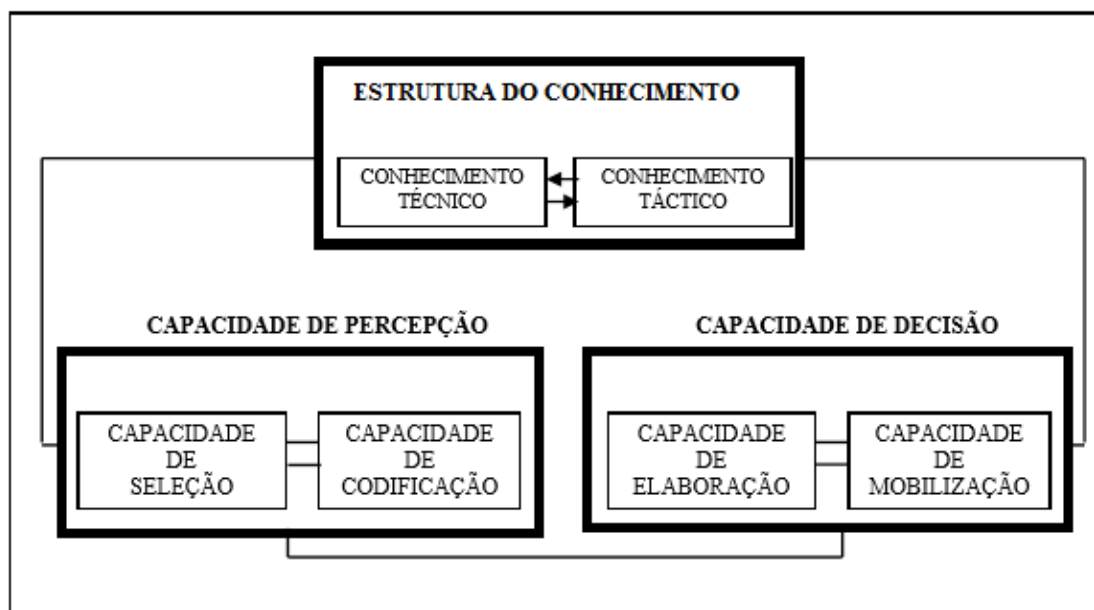 ESTRUTURA DO CONHECIMENTO
CONHECIMENTO
TÉCNICO
CONHECIMENTO
TÁCTICO
CAPACIDADE DE PERCEPÇÃO
CAPACIDADE
DE
SELEÇÃO
CAPACIDADE
DE
CODIFICAÇÃO
CAPACIDADE DE DECISÃO
CAPACIDADE
DE
ELABORAÇÃO
CAPACIDADE
DE
MOBILIZAÇÃO